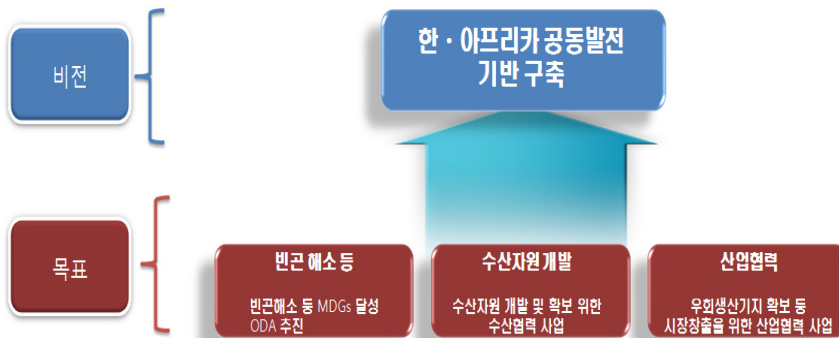 비전
한 · 아프리카 공동발전
기반 구축
목표
빈곤 해소 등
빈곤해소 등 MDGs 달성
ODA 추진
수산자원 개발
수산자원 개발 및 확보 위한
수산협력 사업
산업협력
우회생산기지 확보 등
시장창출을 위한 산업협력 사업